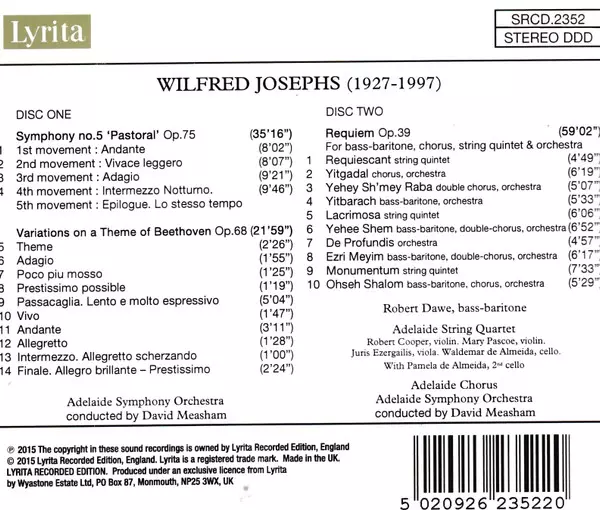 Lyrita
SRCD.2352
STEREO DDD
WILFRED JOSEPHS (1927-1997)
DISC ONE
Symphony no.5 ‘Pastoral’ Op.75 (35’16”)
1 1st movement : Andante (8’02”)
2 2nd movement : Vivace leggero (8’07”)
3 3rd movement : Adagio (9’21”)
4 4th movement : Intermezzo Notturno. (9’46”)
5th movement : Epilogue. Lo stesso tempo
Variations on a Theme of Beethoven Op.68 (21’59”)
5 Theme (2’26”)
6 Adagio (1’55”)
7 Poco piu mosso (1’25”)
8 Prestissimo possible (1’19”)
9 Passacaglia. Lento e molto espressivo (5’04”)
10 Vivo (1’47”)
11 Andante (3’11”)
12 Allegretto (1’28”)
13 Intermezzo. Allegretto scherzando (1’00”)
14 Finale. Allegro brillante – Prestissimo (2’24”)
Adelaide Symphony Orchestra
conducted by David Measham
DISC TWO
Requiem Op.39 (59’02”)
For bass-baritone, chorus, string quintet & orchestra
1 Requiescant string quintet (4’49”)
2 Yitgadal chorus, orchestra (6’19”)
3 Yehey Sh’mey Raba double chorus, orchestra (5’07”)
4 Yitbarach bass-baritone, chorus, orchestra (5’33”)
5 Lacrimosa string quintet (6’06”)
6 Yehee Shem bass-baritone, double-chorus, orchestra (6’52”)
7 De Profundis orchestra (4’57”)
8 Ezri Meyim bass-baritone, double-chorus, orchestra (6’17”)
9 Monumentum string quintet (7’33”)
10 Ohseh Shalom bass-baritone, chorus, orchestra (5’29”)
Robert Dawe, bass-baritone
Adelaide String Quartet
Robert Cooper, violin. Mary Pascoe, violin.
Juris Ezergailis, viola. Waldemar de Almeida, cello.
With Pamela de Almeida, 2nd cello
Adelaide Chorus
Adelaide Symphony Orchestra
conducted by David Measham
℗ 2015 The copyright in these sound recordings is owned by Lyrita Recorded Edition, England
© 2015 Lyrita Recorded Edition, England. Lyrita is a registered trade mark. Made in the UK.
LYRITA RECORDED EDITION. Produced under an exclusive licence from Lyrita
by Wyastone Estate Ltd, PO Box 87, Monmouth, NP25 3WX, UK
5 020926 235220